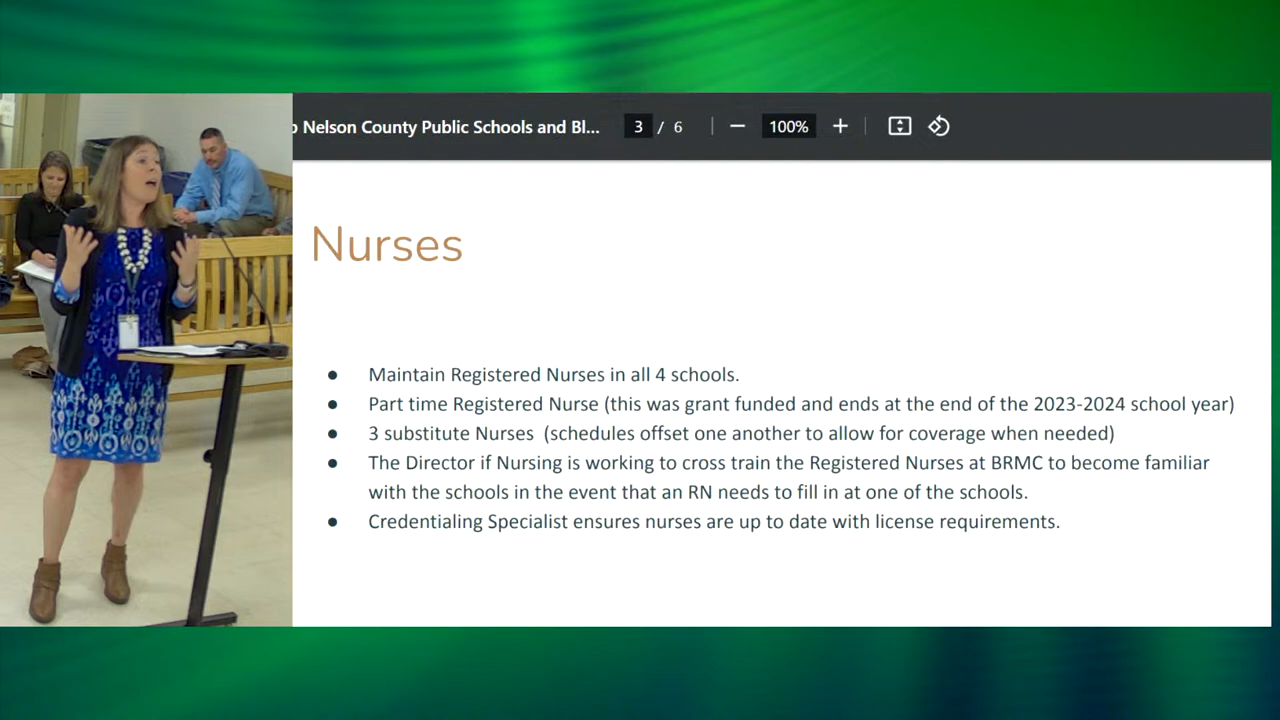 Nelson County Public Schools and Bl...
3 / 6
100%
Nurses
● Maintain Registered Nurses in all 4 schools.
● Part time Registered Nurse (this was grant funded and ends at the end of the 2023-2024 school year)
● 3 substitute Nurses (schedules offset one another to allow for coverage when needed)
● The Director if Nursing is working to cross train the Registered Nurses at BRMC to become familiar
with the schools in the event that an RN needs to fill in at one of the schools.
● Credentialing Specialist ensures nurses are up to date with license requirements.